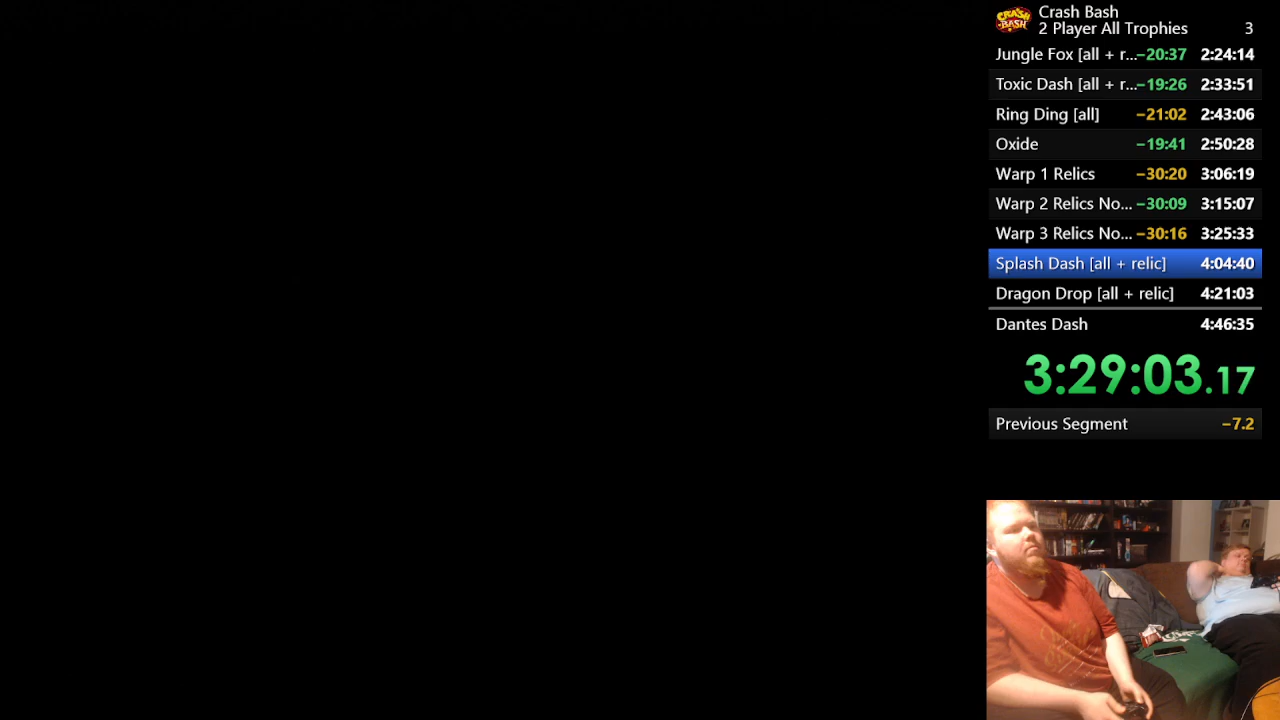 CRASH BASH
Crash Bash
2 Player All Trophies 3
Jungle Fox [all + r... −20:37 2:24:14
Toxic Dash [all + r... −19:26 2:33:51
Ring Ding [all] −21:02 2:43:06
Oxide −19:41 2:50:28
Warp 1 Relics −30:20 3:06:19
Warp 2 Relics No... −30:09 3:15:07
Warp 3 Relics No... −30:16 3:25:33
Splash Dash [all + relic] 4:04:40
Dragon Drop [all + relic] 4:21:03
Dantes Dash 4:46:35
3:29:03.17
Previous Segment −7.2